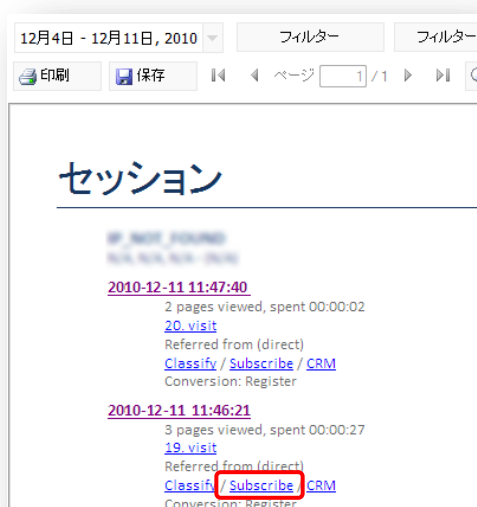 12月4日 - 12月11日, 2010 フィルター フィルター
印刷 保存 ページ 1 / 1
セッション
IP_NOT_FOUND
N/A, N/A, N/A - (N/A)
2010-12-11 11:47:40
2 pages viewed, spent 00:00:02
20. visit
Referred from (direct)
Classify / Subscribe / CRM
Conversion: Register
2010-12-11 11:46:21
3 pages viewed, spent 00:00:27
19. visit
Referred from (direct)
Classify / Subscribe / CRM
Conversion: Register